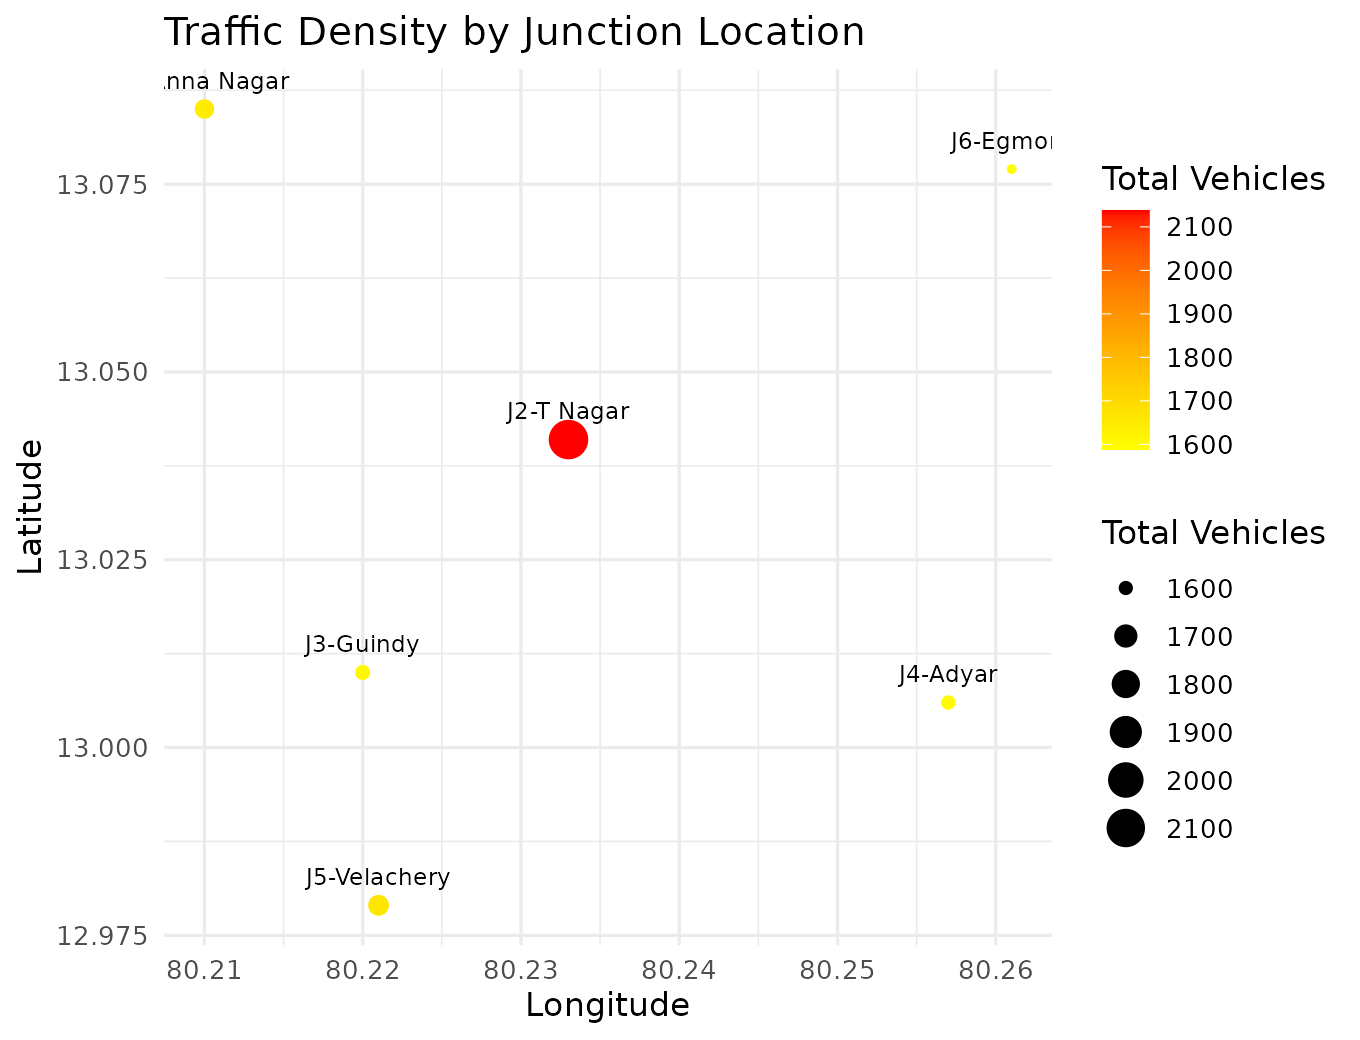 Traffic Density by Junction Location
nna Nagar
J6-Egmor
J2-T Nagar
J3-Guindy
J4-Adyar
J5-Velachery
13.075
13.050
13.025
13.000
12.975
Latitude
80.21 80.22 80.23 80.24 80.25 80.26
Longitude
Total Vehicles
2100
2000
1900
1800
1700
1600
Total Vehicles
1600
1700
1800
1900
2000
2100